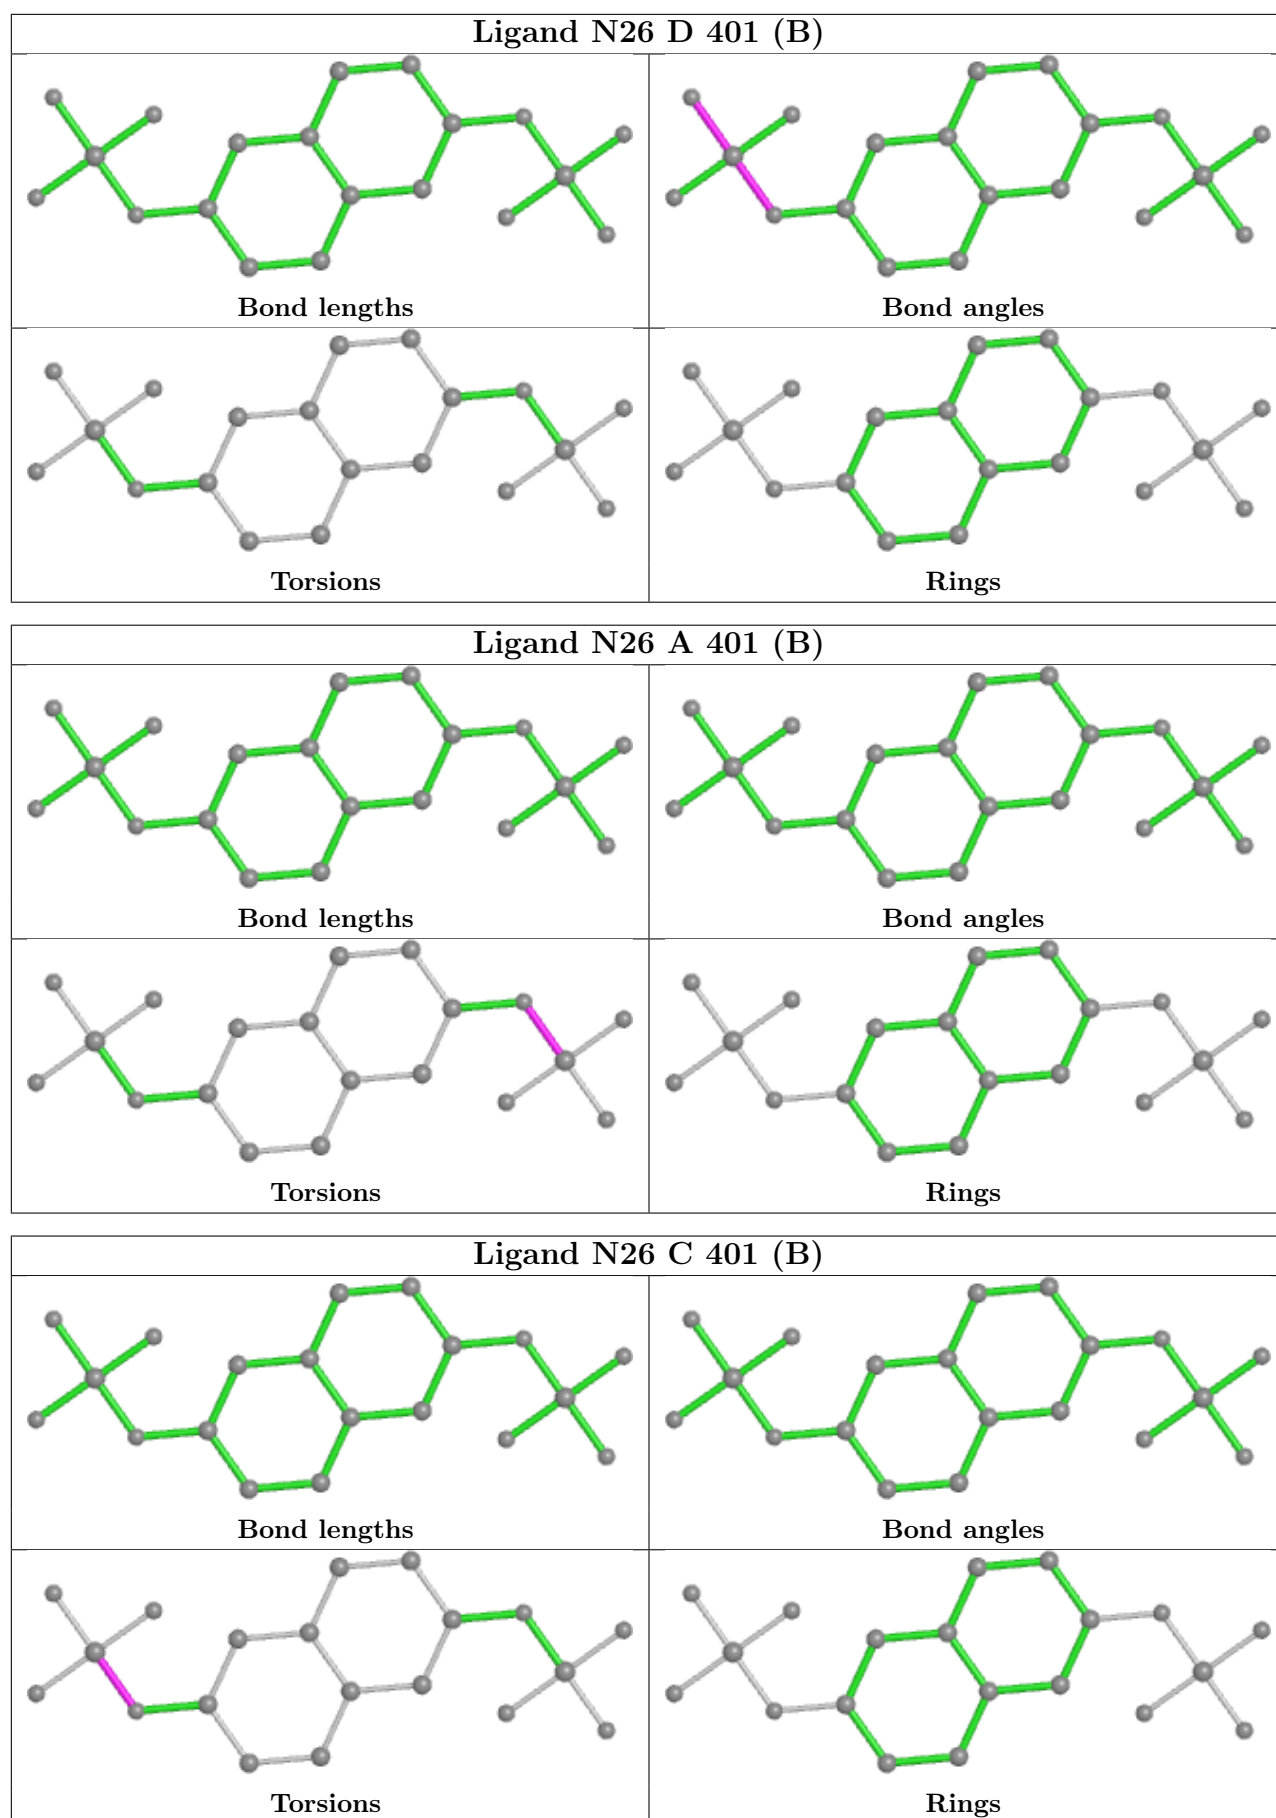 Ligand N26 D 401 (B)
Bond lengths
Bond angles
Torsions
Rings
Ligand N26 A 401 (B)
Bond lengths
Bond angles
Torsions
Rings
Ligand N26 C 401 (B)
Bond lengths
Bond angles
Torsions
Rings